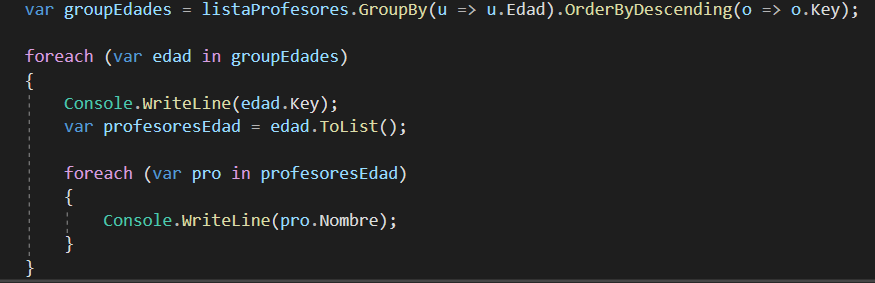 var groupEdades = listaProfesores.GroupBy(u => u.Edad).OrderByDescending(o => o.Key);
foreach (var edad in groupEdades)
{
Console.WriteLine(edad.Key);
var profesoresEdad = edad.ToList();
foreach (var pro in profesoresEdad)
{
Console.WriteLine(pro.Nombre);
}
}